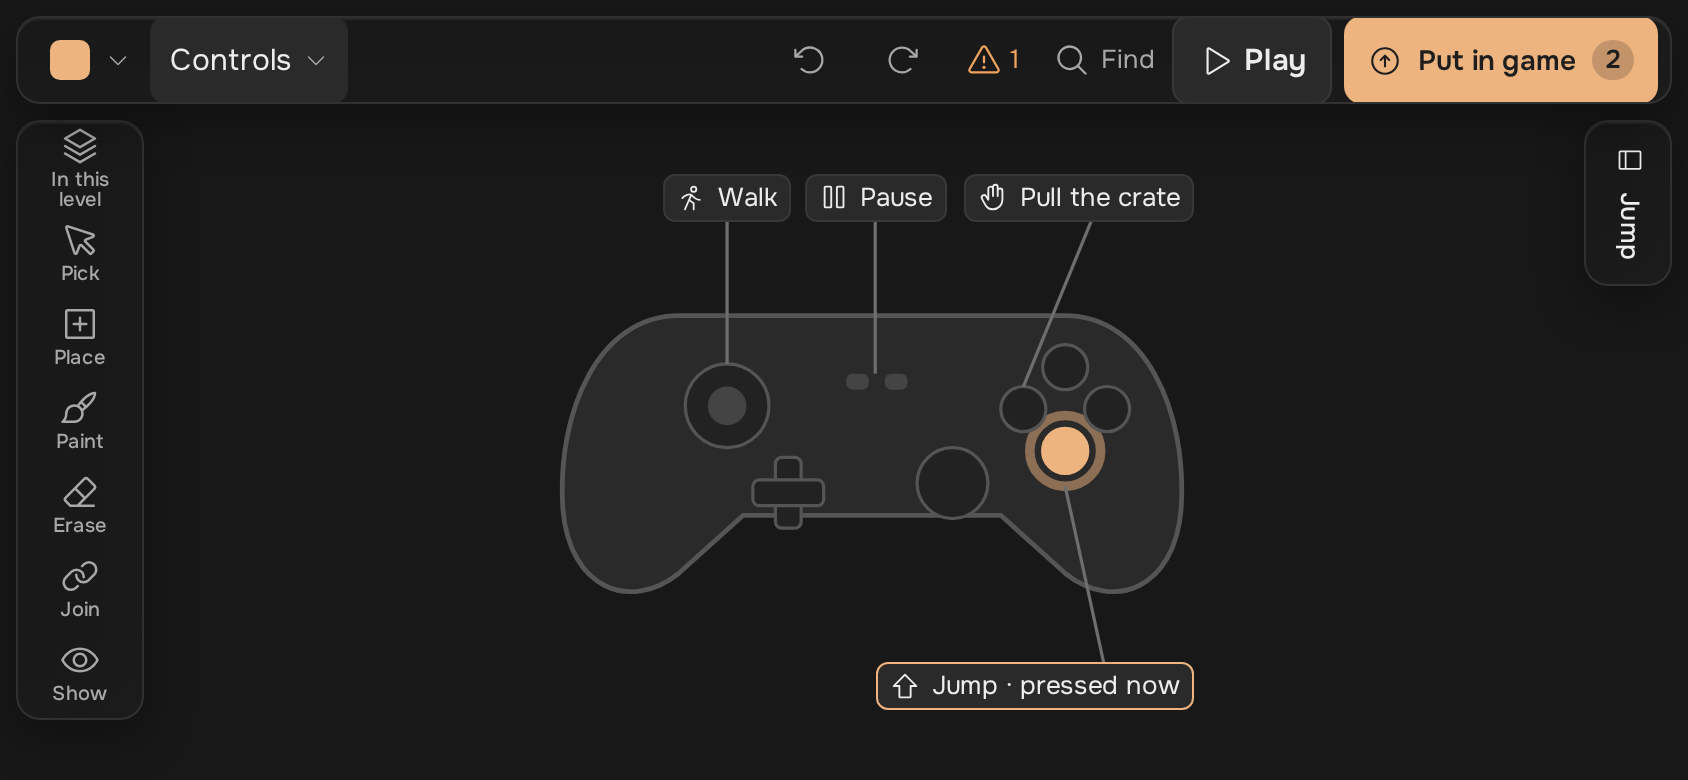 Controls
1
Find
Play
Put in game
2
In this
level
Pick
Place
Paint
Erase
Join
Show
Walk
Pause
Pull the crate
Jump · pressed now
Jump